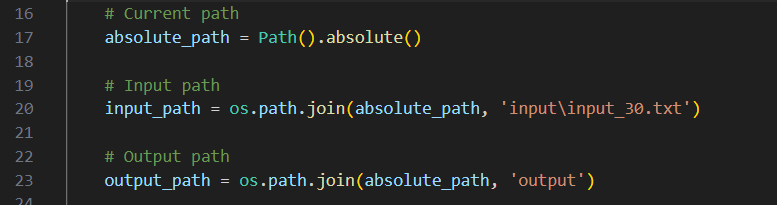 16 # Current path
17 absolute_path = Path().absolute()
18
19 # Input path
20 input_path = os.path.join(absolute_path, 'input\input_30.txt')
21
22 # Output path
23 output_path = os.path.join(absolute_path, 'output')
24